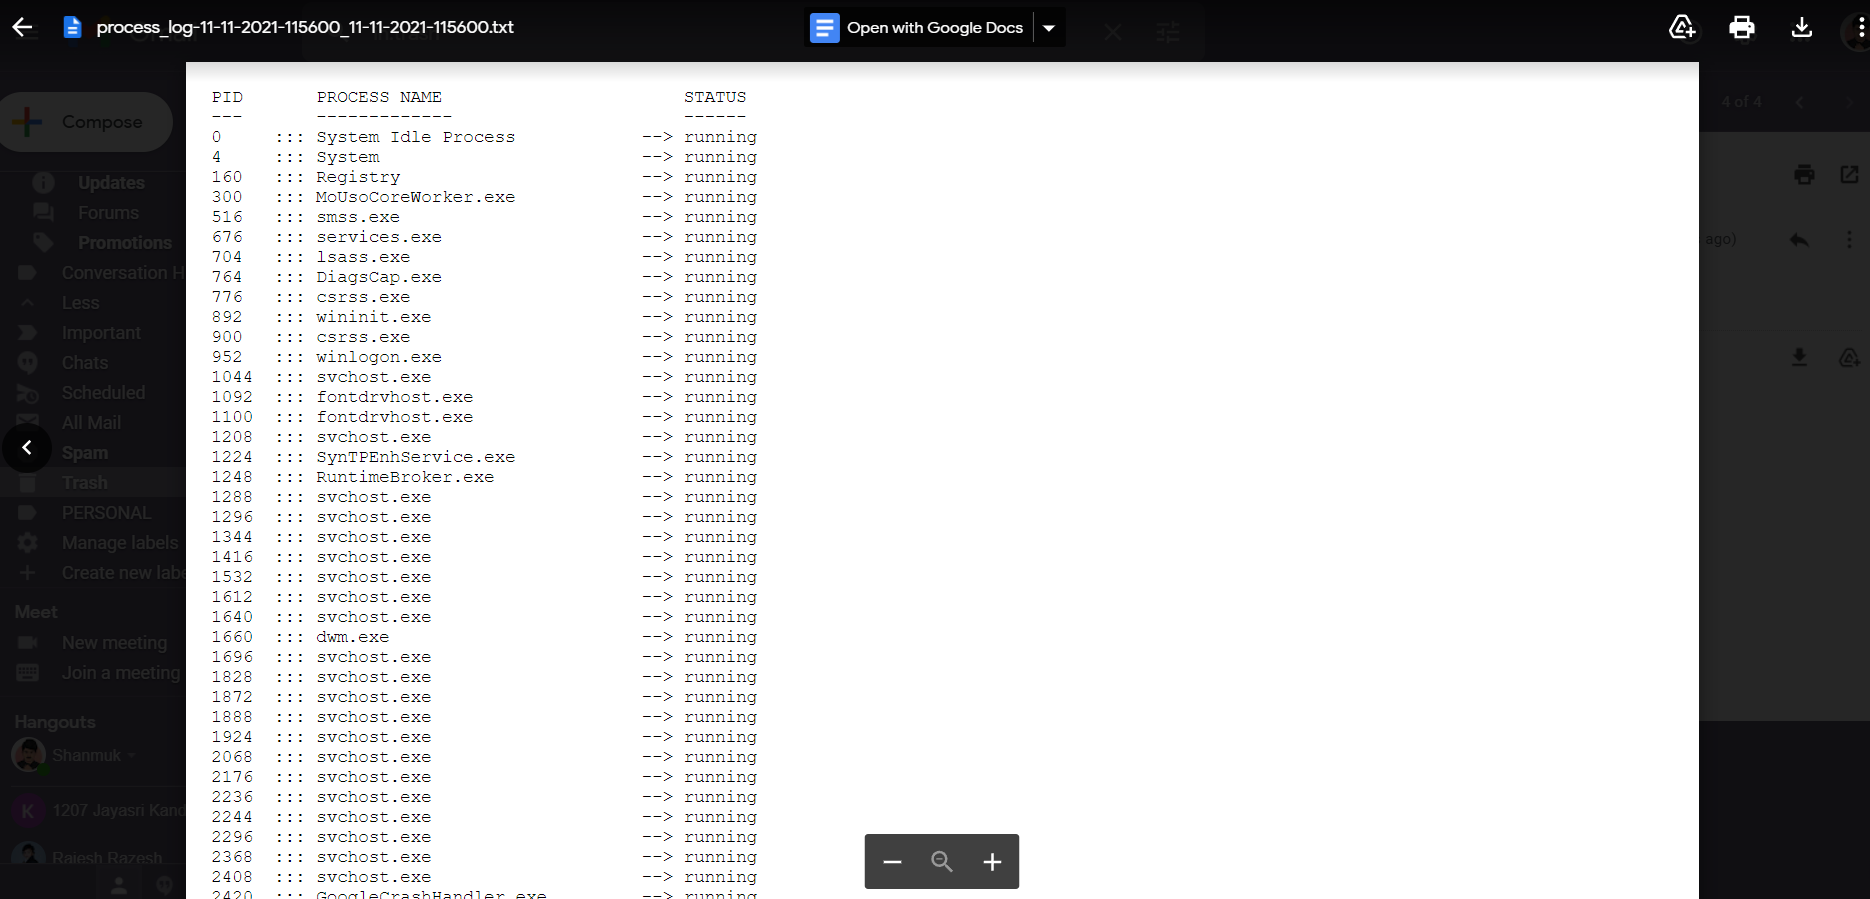 process_log-11-11-2021-115600_11-11-2021-115600.txt
Open with Google Docs
4 of 4
Compose
Updates
Forums
Promotions
Conversation H
Less
Important
Chats
Scheduled
All Mail
Spam
Trash
PERSONAL
Manage labels
Create new labe
Meet
New meeting
Join a meeting
Hangouts
Shanmuk
K 1207 Jayasri Kand
Rajesh Razesh
ago)
PID PROCESS NAME STATUS
--- ------------- ------
0 ::: System Idle Process --> running
4 ::: System --> running
160 ::: Registry --> running
300 ::: MoUsoCoreWorker.exe --> running
516 ::: smss.exe --> running
676 ::: services.exe --> running
704 ::: lsass.exe --> running
764 ::: DiagsCap.exe --> running
776 ::: csrss.exe --> running
892 ::: wininit.exe --> running
900 ::: csrss.exe --> running
952 ::: winlogon.exe --> running
1044 ::: svchost.exe --> running
1092 ::: fontdrvhost.exe --> running
1100 ::: fontdrvhost.exe --> running
1208 ::: svchost.exe --> running
1224 ::: SynTPEnhService.exe --> running
1248 ::: RuntimeBroker.exe --> running
1288 ::: svchost.exe --> running
1296 ::: svchost.exe --> running
1344 ::: svchost.exe --> running
1416 ::: svchost.exe --> running
1532 ::: svchost.exe --> running
1612 ::: svchost.exe --> running
1640 ::: svchost.exe --> running
1660 ::: dwm.exe --> running
1696 ::: svchost.exe --> running
1828 ::: svchost.exe --> running
1872 ::: svchost.exe --> running
1888 ::: svchost.exe --> running
1924 ::: svchost.exe --> running
2068 ::: svchost.exe --> running
2176 ::: svchost.exe --> running
2236 ::: svchost.exe --> running
2244 ::: svchost.exe --> running
2296 ::: svchost.exe --> running
2368 ::: svchost.exe --> running
2408 ::: svchost.exe --> running
2420 ::: GoogleCrashHandler.exe --> running